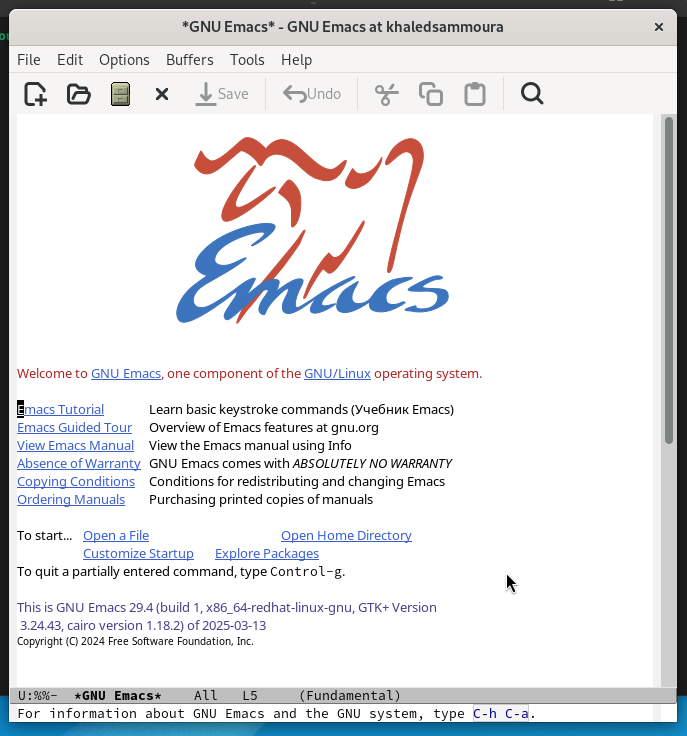 *GNU Emacs* - GNU Emacs at khaledsammoura
File Edit Options Buffers Tools Help
Save Undo
Emacs
Welcome to GNU Emacs, one component of the GNU/Linux operating system.
Emacs Tutorial Learn basic keystroke commands (Учебник Emacs)
Emacs Guided Tour Overview of Emacs features at gnu.org
View Emacs Manual View the Emacs manual using Info
Absence of Warranty GNU Emacs comes with ABSOLUTELY NO WARRANTY
Copying Conditions Conditions for redistributing and changing Emacs
Ordering Manuals Purchasing printed copies of manuals
To start... Open a File Open Home Directory
Customize Startup Explore Packages
To quit a partially entered command, type Control-g.
This is GNU Emacs 29.4 (build 1, x86_64-redhat-linux-gnu, GTK+ Version
3.24.43, cairo version 1.18.2) of 2025-03-13
Copyright (C) 2024 Free Software Foundation, Inc.
U:%%- *GNU Emacs* All L5 (Fundamental)
For information about GNU Emacs and the GNU system, type C-h C-a.